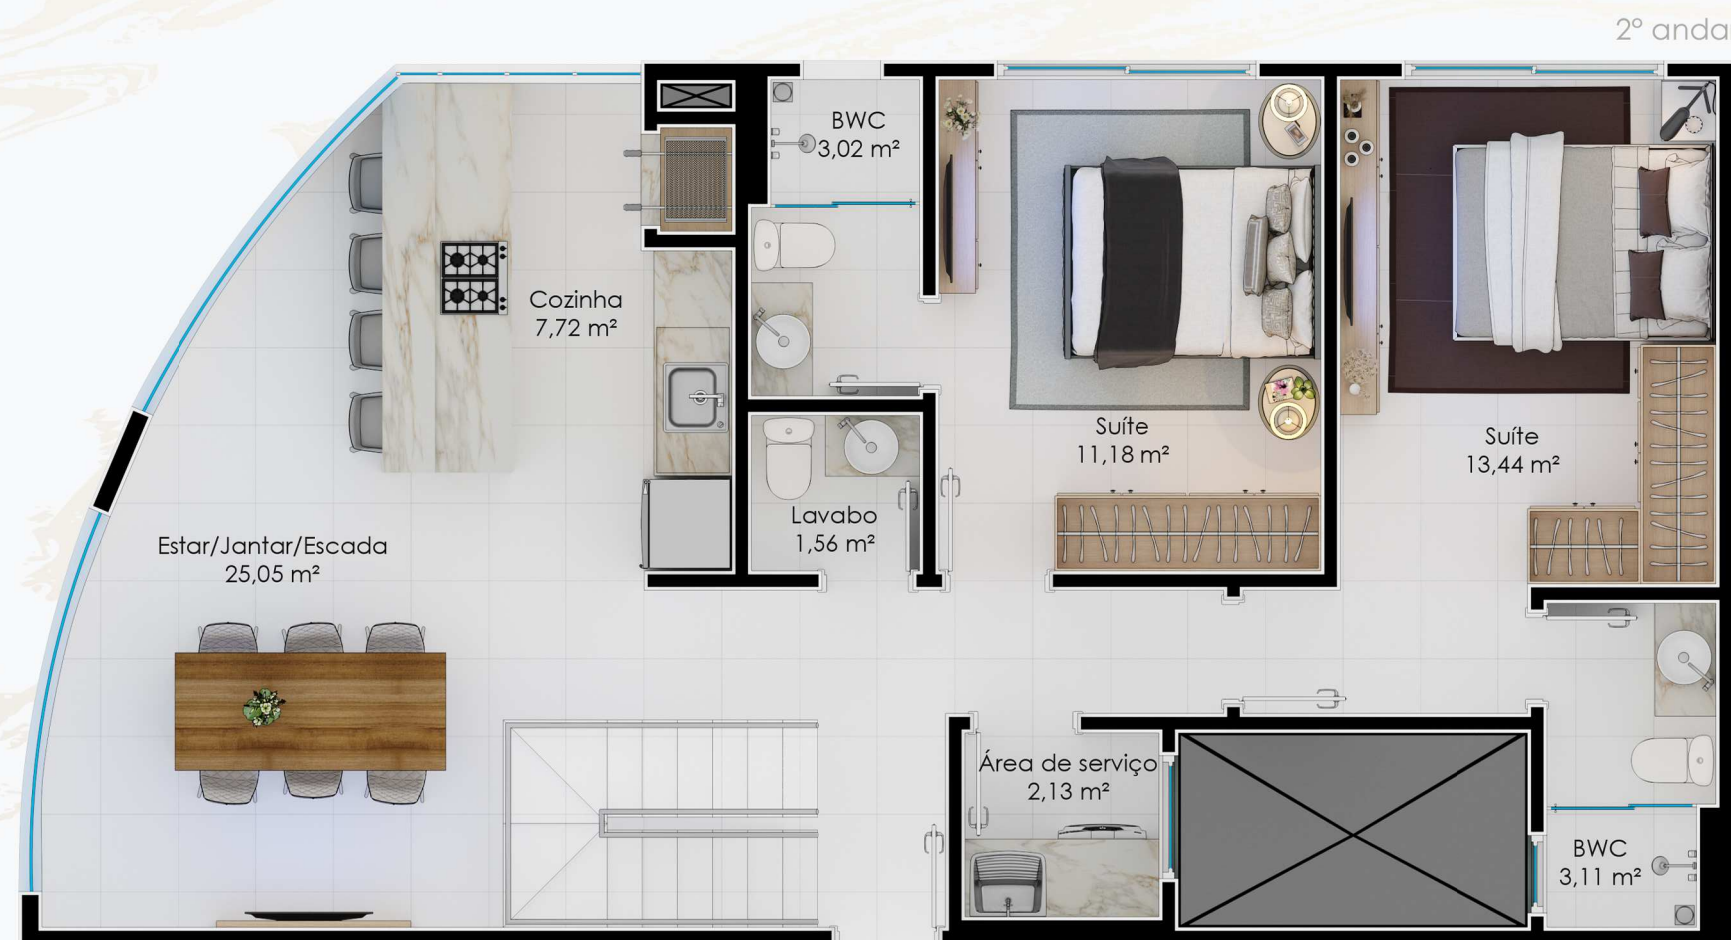 2º anda
BWC
3,02 m²
Cozinha
7,72 m²
Suíte
11,18 m²
Suíte
13,44 m²
Lavabo
1,56 m²
Estar/Jantar/Escada
25,05 m²
Área de serviço
2,13 m²
BWC
3,11 m²